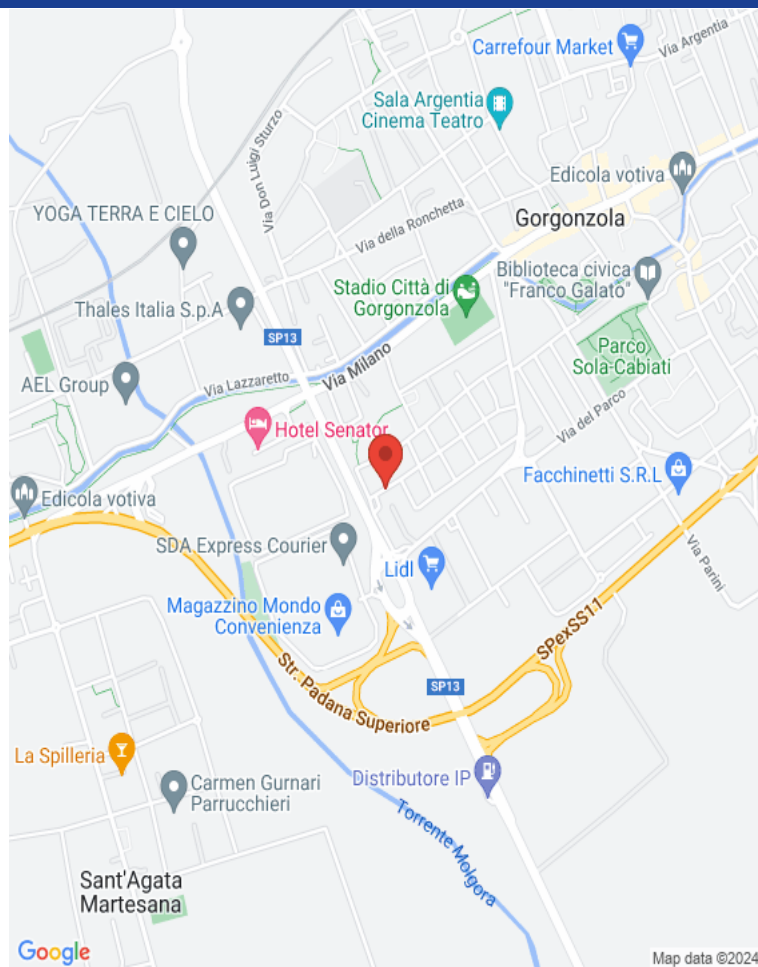 Carrefour Market
Via Argentia
Sala Argentia
Cinema Teatro
Via Don Luigi Sturzo
Edicola votiva
YOGA TERRA E CIELO
Via della Ronchetta
Gorgonzola
Biblioteca civica
"Franco Galato"
Stadio Città di
Gorgonzola
Thales Italia S.p.A
SP13
Parco
Sola-Cabiati
Via Milano
Via Lazzaretto
AEL Group
Via del Parco
Hotel Senator
Facchinetti S.R.L
Edicola votiva
SDA Express Courier
Lidl
Via Parini
Magazzino Mondo
Convenienza
SPexSS11
Str. Padana Superiore
SP13
La Spilleria
Distributore IP
Carmen Gurnari
Parrucchieri
Torrente Molgora
Sant'Agata
Martesana
Google
Map data ©2024